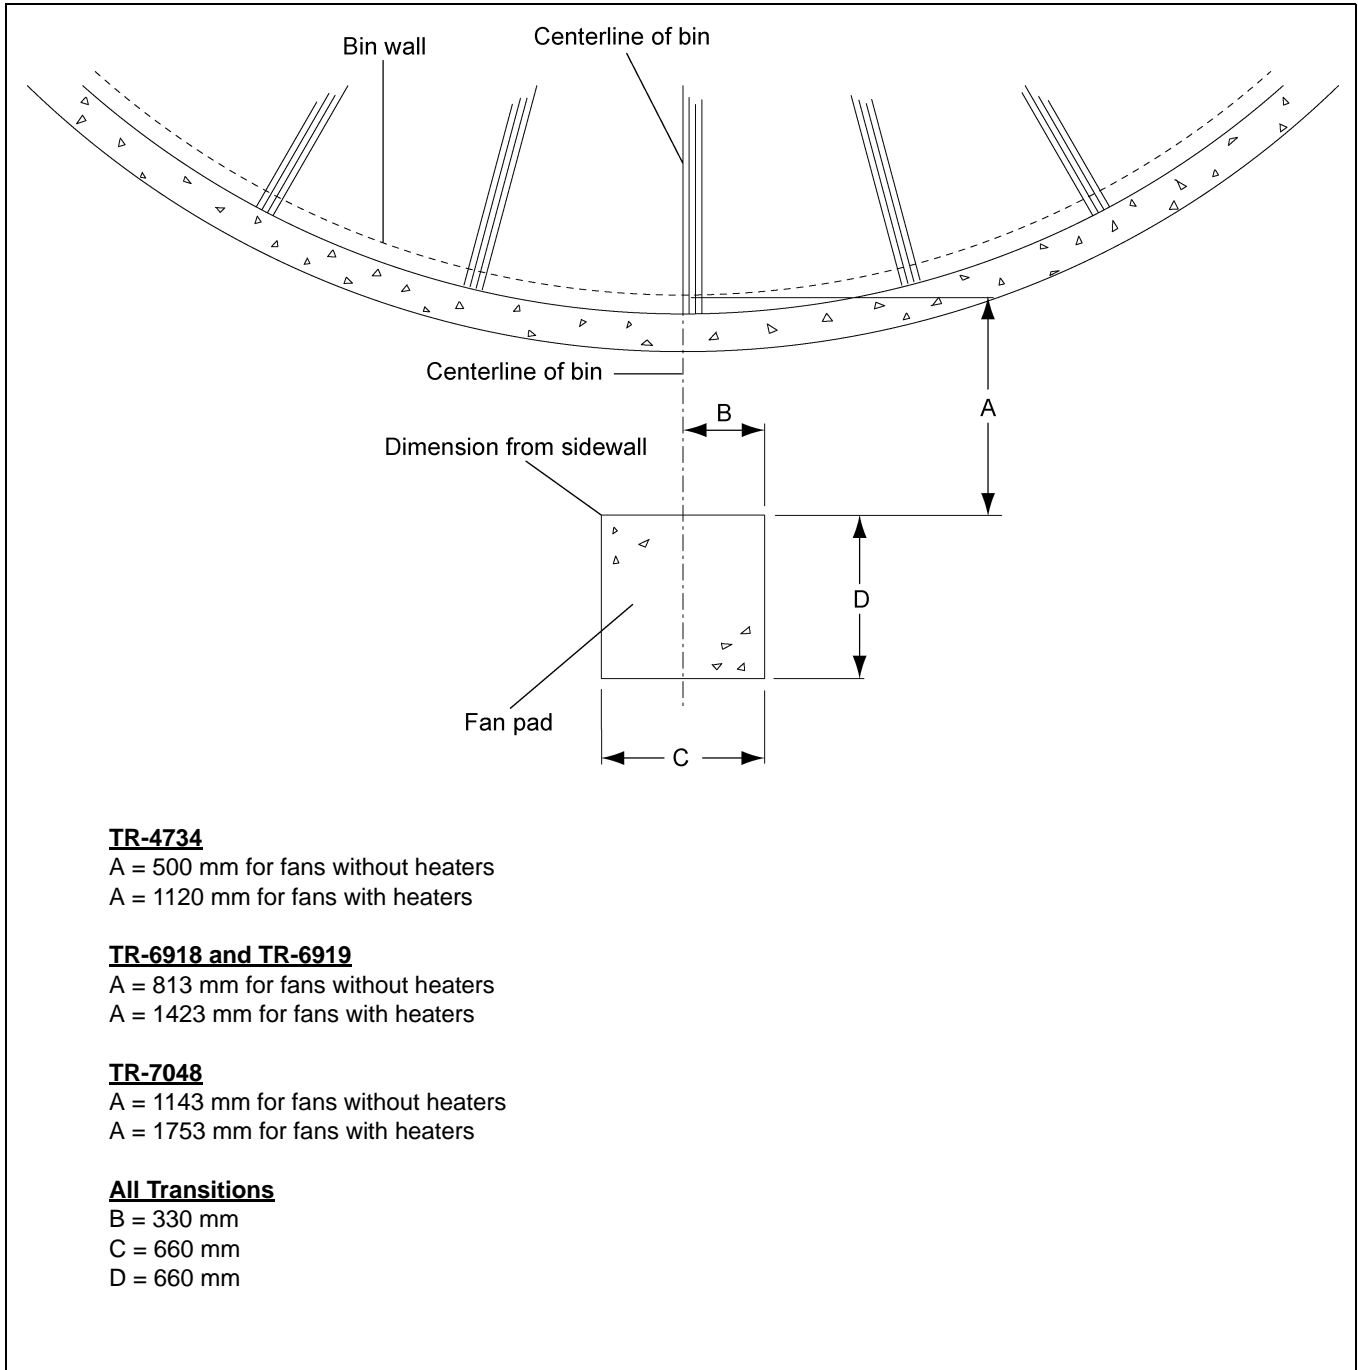 Bin wall
Centerline of bin
Centerline of bin
B
A
Dimension from sidewall
D
Fan pad
C
TR-4734
A = 500 mm for fans without heaters
A = 1120 mm for fans with heaters
TR-6918 and TR-6919
A = 813 mm for fans without heaters
A = 1423 mm for fans with heaters
TR-7048
A = 1143 mm for fans without heaters
A = 1753 mm for fans with heaters
All Transitions
B = 330 mm
C = 660 mm
D = 660 mm